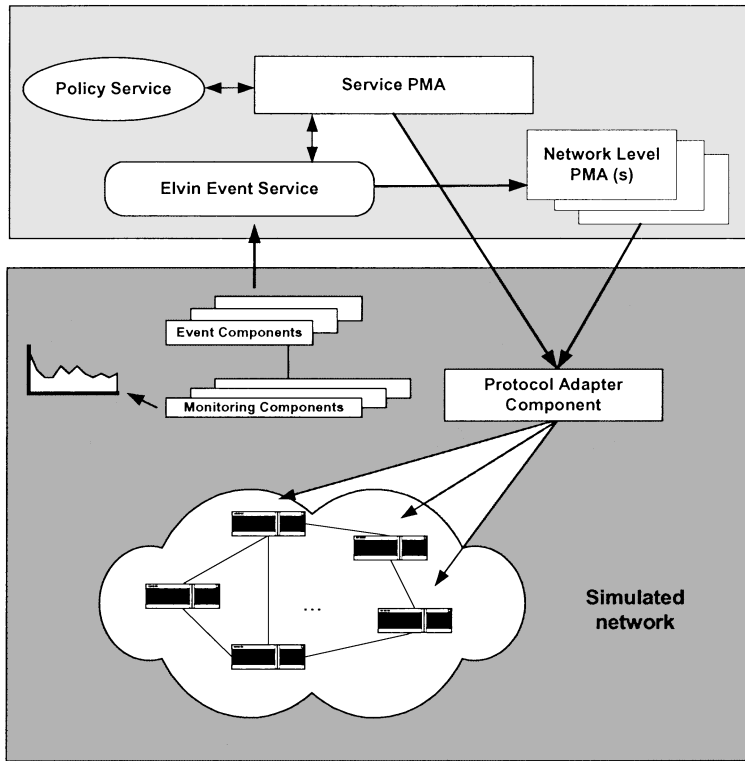 Policy Service
Service PMA
Network Level
PMA (s)
Elvin Event Service
Event Components
Monitoring Components
Protocol Adapter
Component
...
Simulated
network